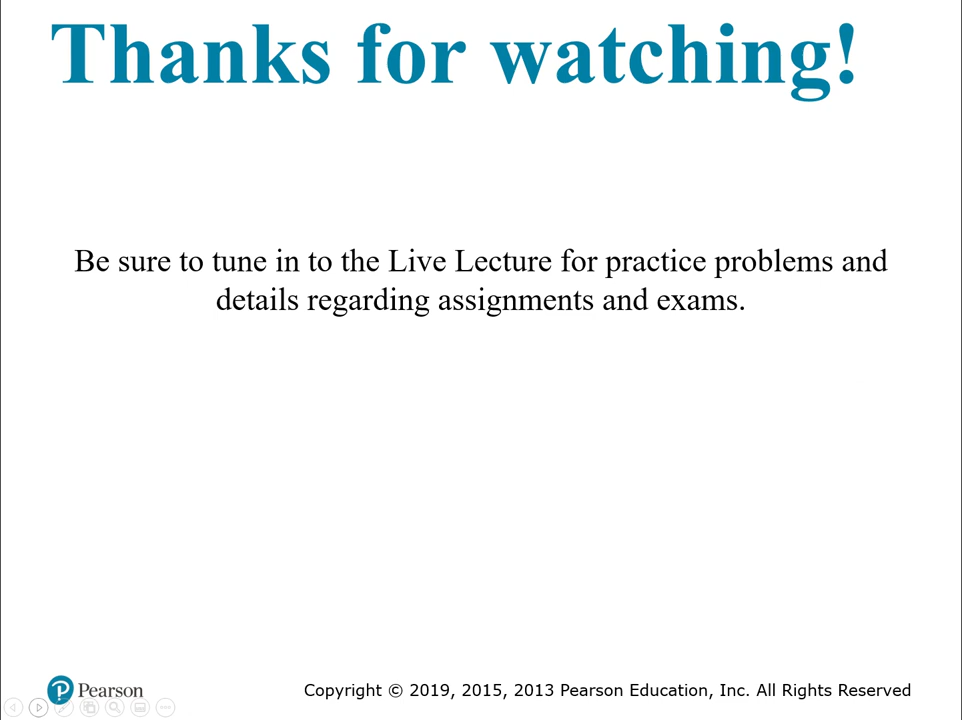 Thanks for watching!
Be sure to tune in to the Live Lecture for practice problems and
details regarding assignments and exams.
Pearson
Copyright © 2019, 2015, 2013 Pearson Education, Inc. All Rights Reserved